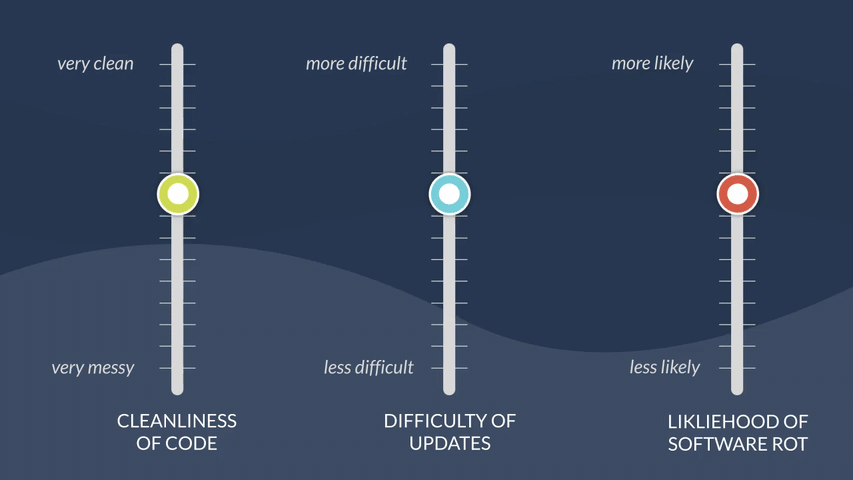 very clean
more difficult
more likely
very messy
less difficult
less likely
CLEANLINESS
OF CODE
DIFFICULTY OF
UPDATES
LIKLIEHOOD OF
SOFTWARE ROT